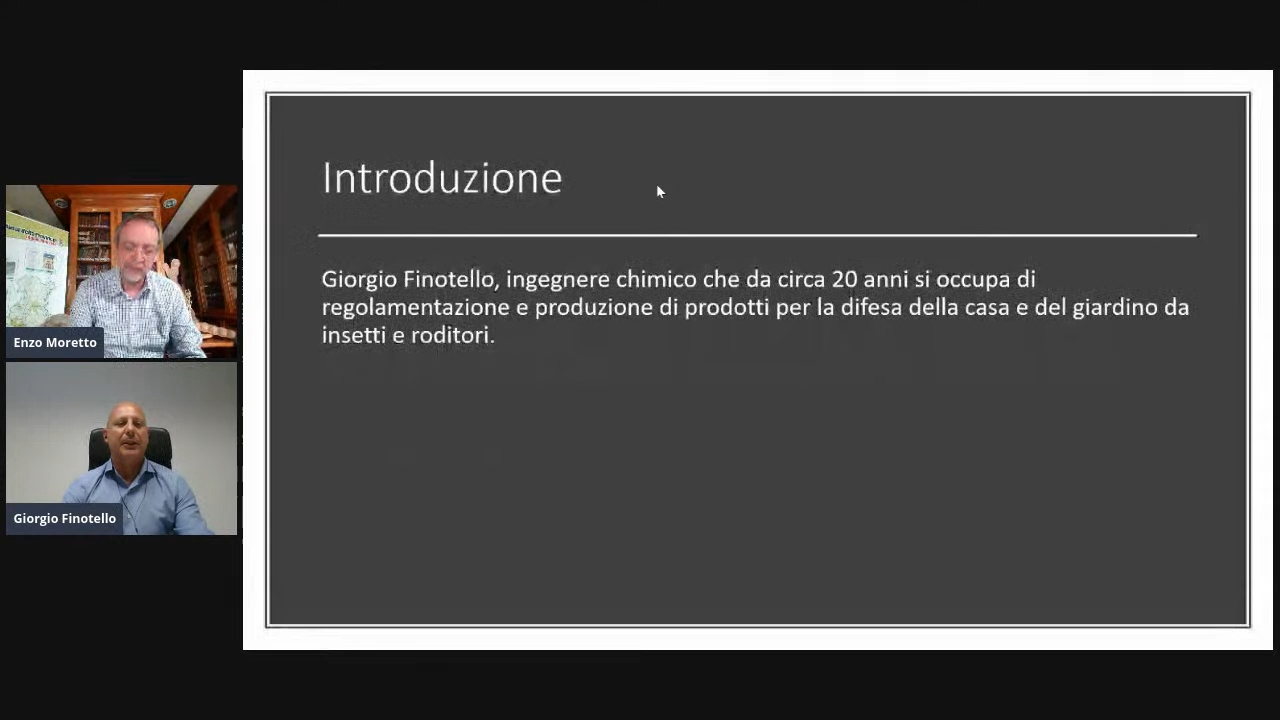 Introduzione
Giorgio Finotello, ingegnere chimico che da circa 20 anni si occupa di
regolamentazione e produzione di prodotti per la difesa della casa e del giardino da
insetti e roditori.
Enzo Moretto
Giorgio Finotello